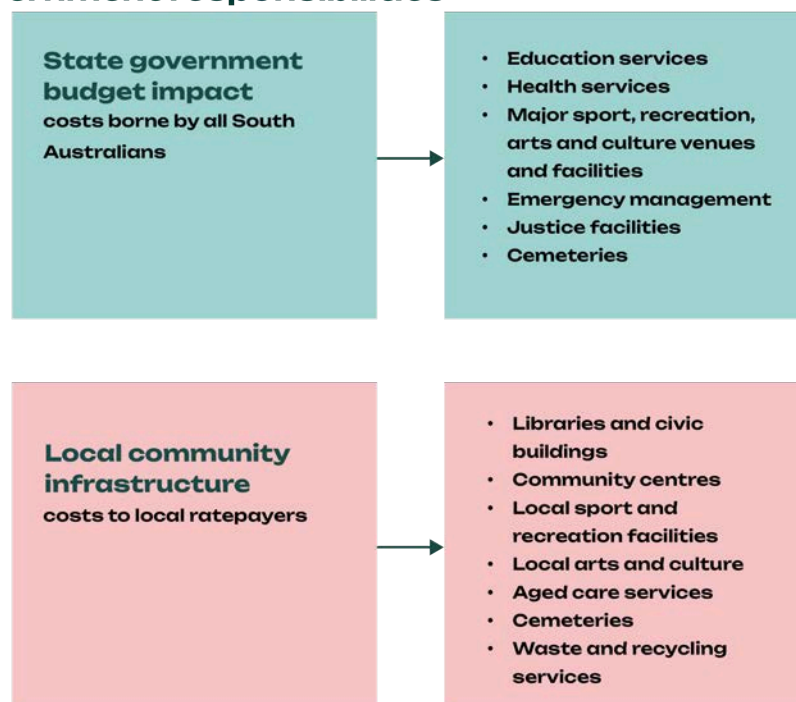 State government
budget impact
costs borne by all South
Australians
• Education services
• Health services
• Major sport, recreation,
arts and culture venues
and facilities
• Emergency management
• Justice facilities
• Cemeteries
Local community
infrastructure
costs to local ratepayers
• Libraries and civic
buildings
• Community centres
• Local sport and
recreation facilities
• Local arts and culture
• Aged care services
• Cemeteries
• Waste and recycling
services